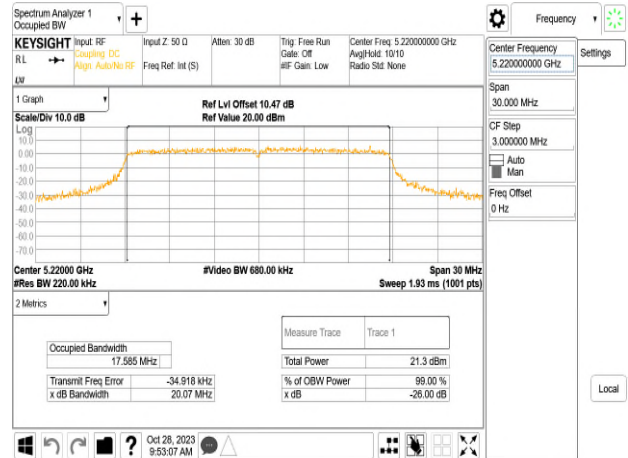 Spectrum Analyzer 1
Occupied BW
Frequency
KEYSIGHT
Input: RF
Coupling: DC
Align: Auto/No RF
Input Z: 50 Ω
Freq Ref: Int (S)
Atten: 30 dB
Trig: Free Run
Gate: Off
#IF Gain: Low
Center Freq: 5.220000000 GHz
Avg|Hold: 10/10
Radio Std: None
R L
LXI
Center Frequency
5.220000000 GHz
Settings
Span
30.000 MHz
CF Step
3.000000 MHz
Auto
Man
Freq Offset
0 Hz
Local
1 Graph
Scale/Div 10.0 dB
Ref Lvl Offset 10.47 dB
Ref Value 20.00 dBm
Log
10.0
0.00
-10.0
-20.0
-30.0
-40.0
-50.0
-60.0
-70.0
Center 5.22000 GHz
#Video BW 680.00 kHz
Span 30 MHz
#Res BW 220.00 kHz
Sweep 1.93 ms (1001 pts)
2 Metrics
Measure Trace
Trace 1
Occupied Bandwidth
17.585 MHz
Total Power
21.3 dBm
Transmit Freq Error
-34.918 kHz
% of OBW Power
99.00 %
x dB Bandwidth
20.07 MHz
x dB
-26.00 dB
Oct 28, 2023
9:53:07 AM